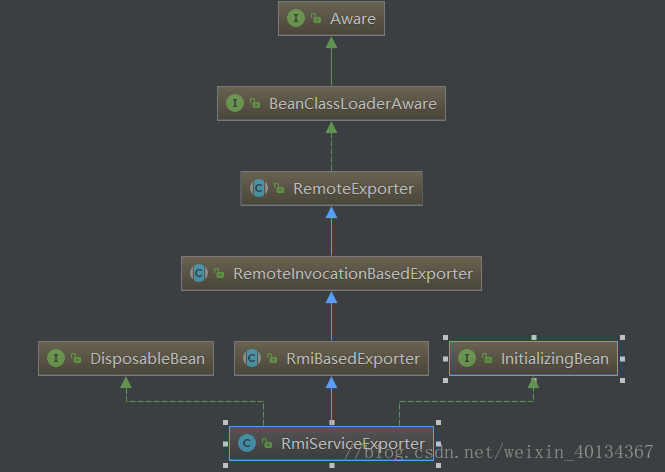 I Aware
I BeanClassLoaderAware
C RemoteExporter
C RemoteInvocationBasedExporter
I DisposableBean
C RmiBasedExporter
I InitializingBean
C RmiServiceExporter
//blog.csdn.net/weixin_40134367